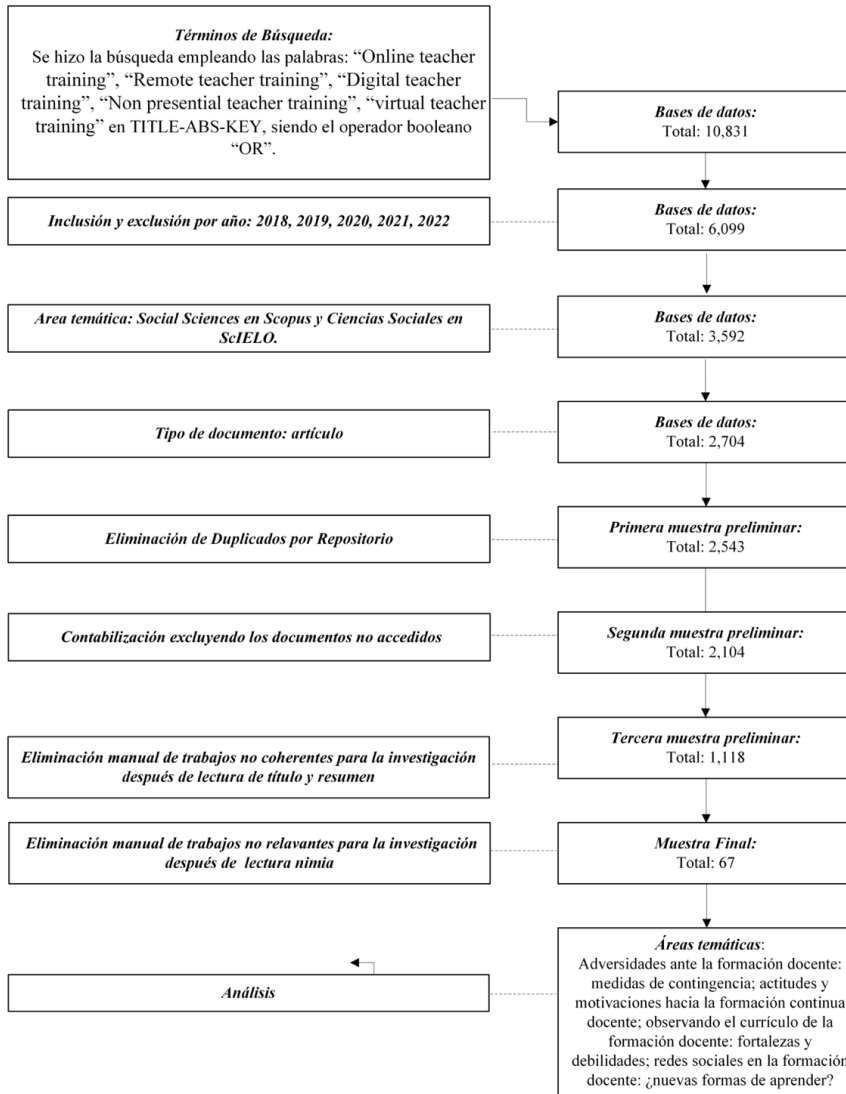 Términos de Búsqueda:
Se hizo la búsqueda empleando las palabras: “Online teacher
training”, “Remote teacher training”, “Digital teacher
training”, “Non presential teacher training”, “virtual teacher
training” en TITLE-ABS-KEY, siendo el operador booleano
“OR”.
Bases de datos:
Total: 10,831
Inclusión y exclusión por año: 2018, 2019, 2020, 2021, 2022
Bases de datos:
Total: 6,099
Area temática: Social Sciences en Scopus y Ciencias Sociales en
ScIELO.
Bases de datos:
Total: 3,592
Tipo de documento: artículo
Bases de datos:
Total: 2,704
Eliminación de Duplicados por Repositorio
Primera muestra preliminar:
Total: 2,543
Contabilización excluyendo los documentos no accedidos
Segunda muestra preliminar:
Total: 2,104
Eliminación manual de trabajos no coherentes para la investigación
después de lectura de título y resumen
Tercera muestra preliminar:
Total: 1,118
Eliminación manual de trabajos no relavantes para la investigación
después de lectura nimia
Muestra Final:
Total: 67
Análisis
Áreas temáticas:
Adversidades ante la formación docente:
medidas de contingencia; actitudes y
motivaciones hacia la formación continua
docente; observando el currículo de la
formación docente: fortalezas y
debilidades; redes sociales en la formación
docente: ¿nuevas formas de aprender?